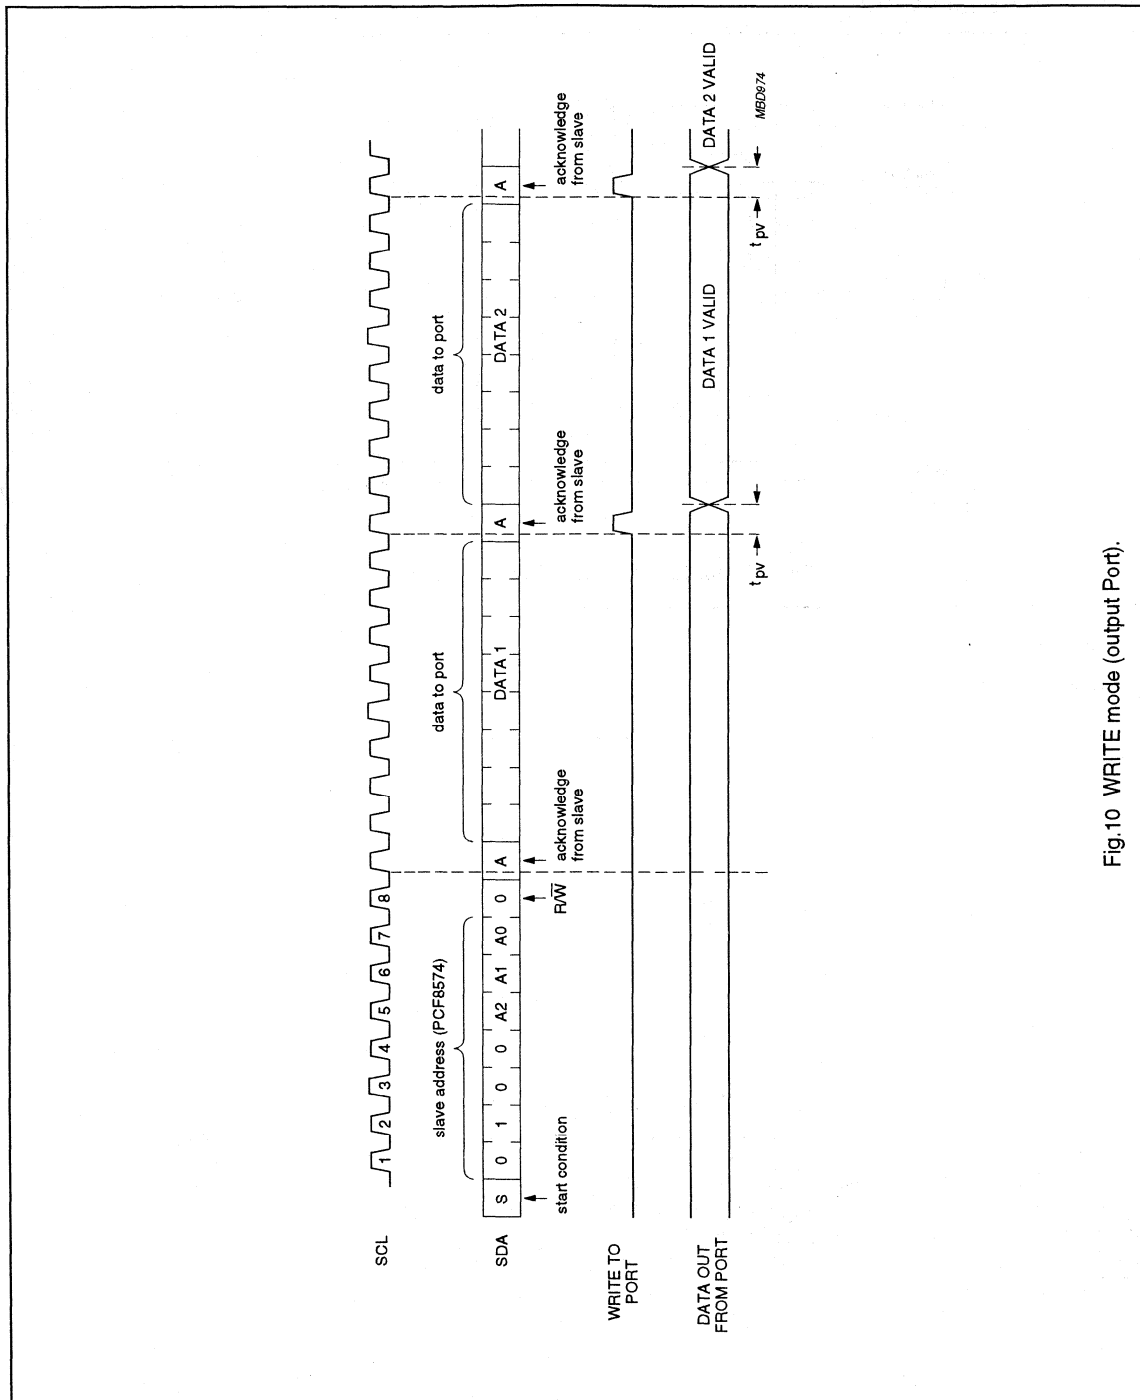 SCL
1 2 3 4 5 6 7 8
slave address (PCF8574)
data to port
data to port
SDA
S 0 1 0 0 A2 A1 A0 0 A DATA 1 A DATA 2 A
start condition
R/W̅
acknowledge
from slave
acknowledge
from slave
acknowledge
from slave
WRITE TO
PORT
DATA OUT
FROM PORT
DATA 1 VALID
DATA 2 VALID
t pv
t pv
MBD974
Fig.10 WRITE mode (output Port).